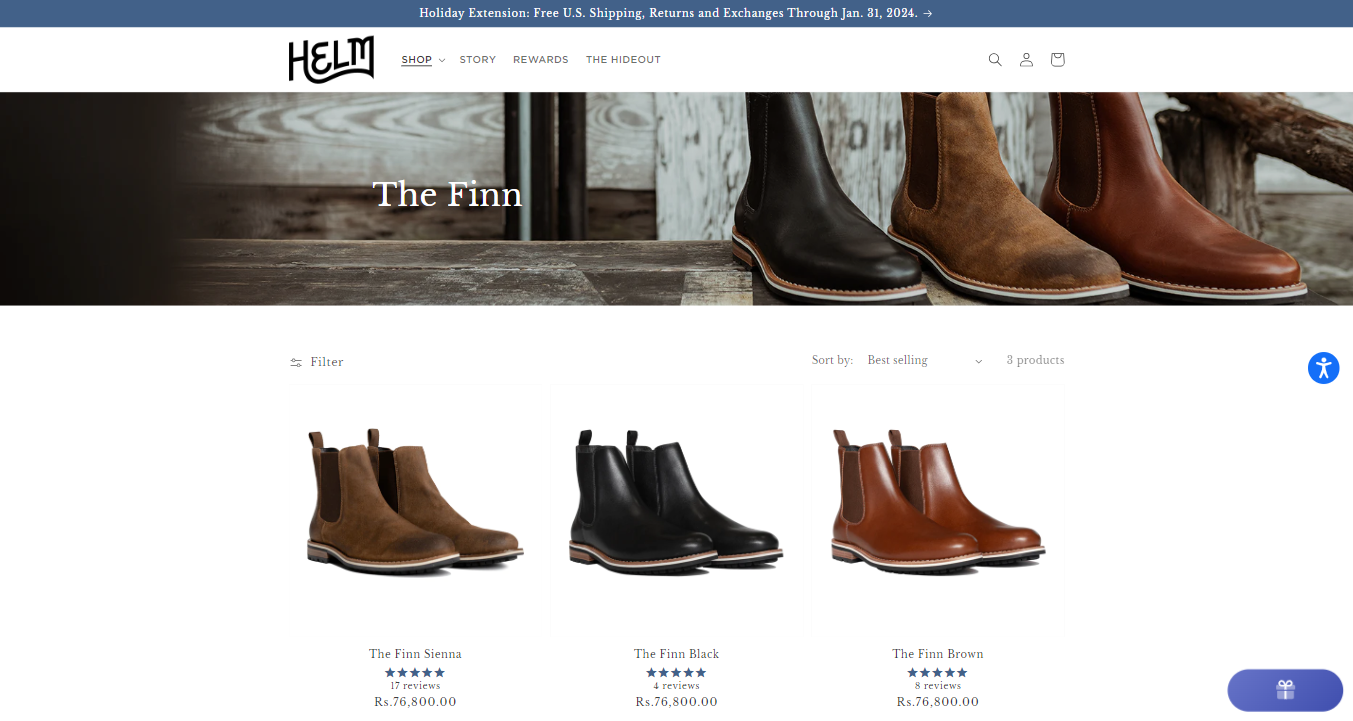 Holiday Extension: Free U.S. Shipping, Returns and Exchanges Through Jan. 31, 2024. →
HELM
SHOP STORY REWARDS THE HIDEOUT
The Finn
Filter
Sort by: Best selling 3 products
The Finn Sienna
17 reviews
Rs.76,800.00
The Finn Black
4 reviews
Rs.76,800.00
The Finn Brown
8 reviews
Rs.76,800.00